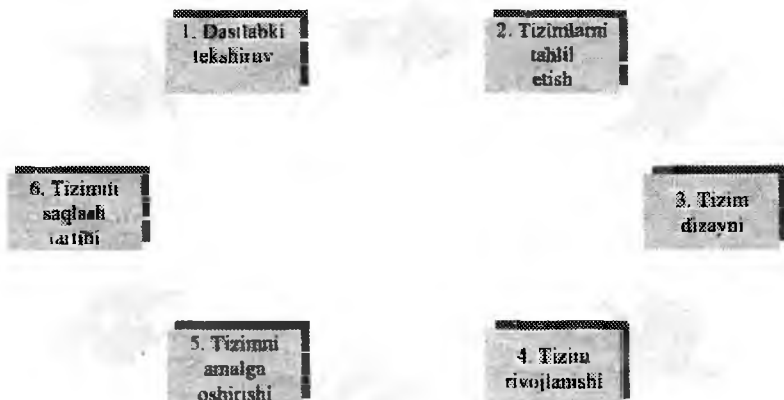 1. Dastlabki
tekshiruv
2. Tizimlarni
tahlil
etish
3. Tizim
dizayni
4. Tizim
rivojlanishi
5. Tizimni
amalga
oshirishi
6. Tizimni
saqlash
tartibi